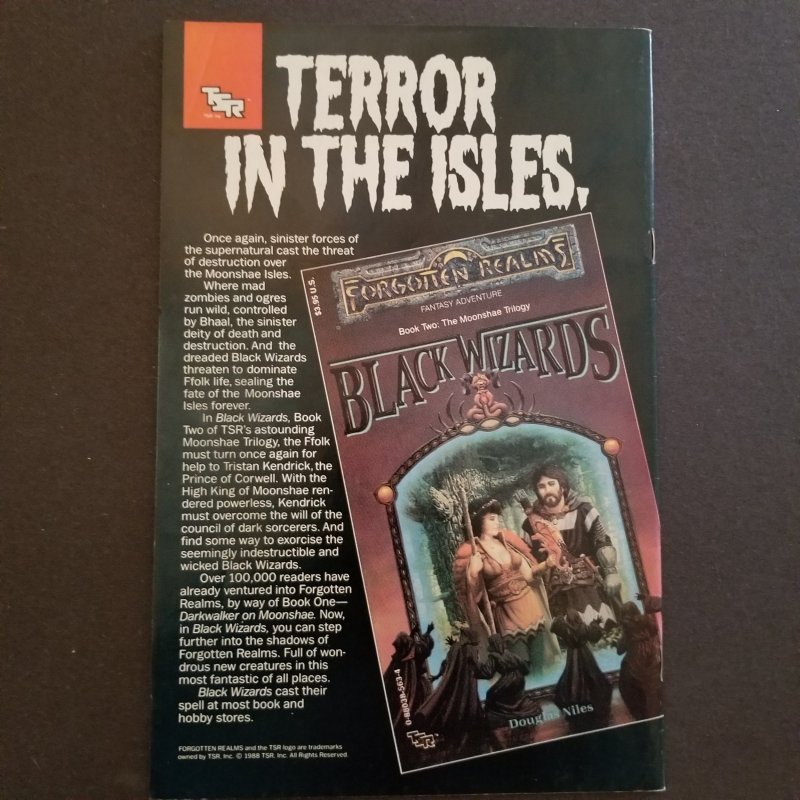 TSR
TERROR
IN THE ISLES.
Once again, sinister forces of
the supernatural cast the threat
of destruction over
the Moonshae Isles.
Where mad
zombies and ogres
run wild, controlled
by Bhaal, the sinister
deity of death and
destruction. And the
dreaded Black Wizards
threaten to dominate
Ffolk life, sealing the
fate of the Moonshae
Isles forever.
In Black Wizards, Book
Two of TSR's astounding
Moonshae Trilogy, the Ffolk
must turn once again for
help to Tristan Kendrick, the
Prince of Corwell. With the
High King of Moonshae ren-
dered powerless, Kendrick
must overcome the will of the
council of dark sorcerers. And
find some way to exorcise the
seemingly indestructible and
wicked Black Wizards.
Over 100,000 readers have
already ventured into Forgotten
Realms, by way of Book One—
Darkwalker on Moonshae. Now,
in Black Wizards, you can step
further into the shadows of
Forgotten Realms. Full of won-
drous new creatures in this
most fantastic of all places.
Black Wizards cast their
spell at most book and
hobby stores.
FORGOTTEN REALMS and the TSR logo are trademarks
owned by TSR, Inc. © 1988 TSR, Inc. All Rights Reserved.
$3.95 U.S.
FORGOTTEN REALMS
FANTASY ADVENTURE
Book Two: The Moonshae Trilogy
BLACK WIZARDS
0-88038-563-4
TSR
Douglas Niles